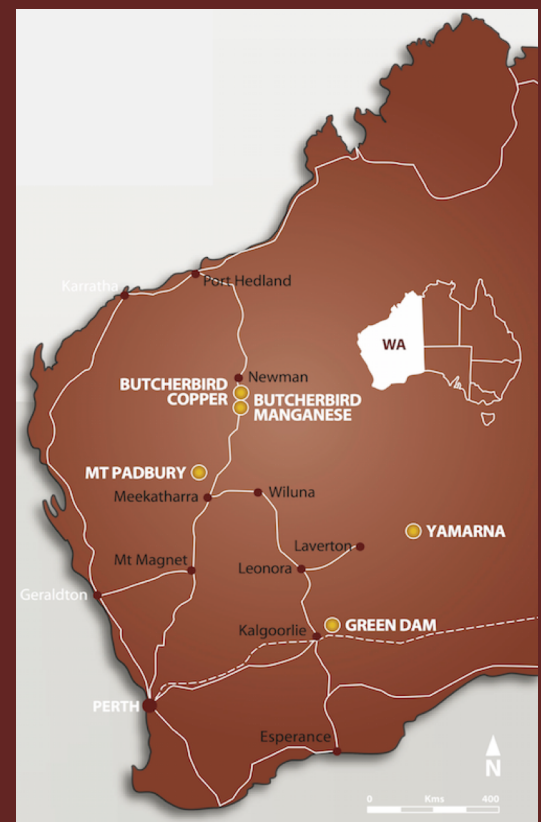 Karratha
Port Hedland
WA
Newman
BUTCHERBIRD
COPPER
BUTCHERBIRD
MANGANESE
MT PADBURY
Meekatharra
Wiluna
YAMARNA
Laverton
Mt Magnet
Leonora
Geraldton
GREEN DAM
Kalgoorlie
PERTH
Esperance
N
0 Kms 400